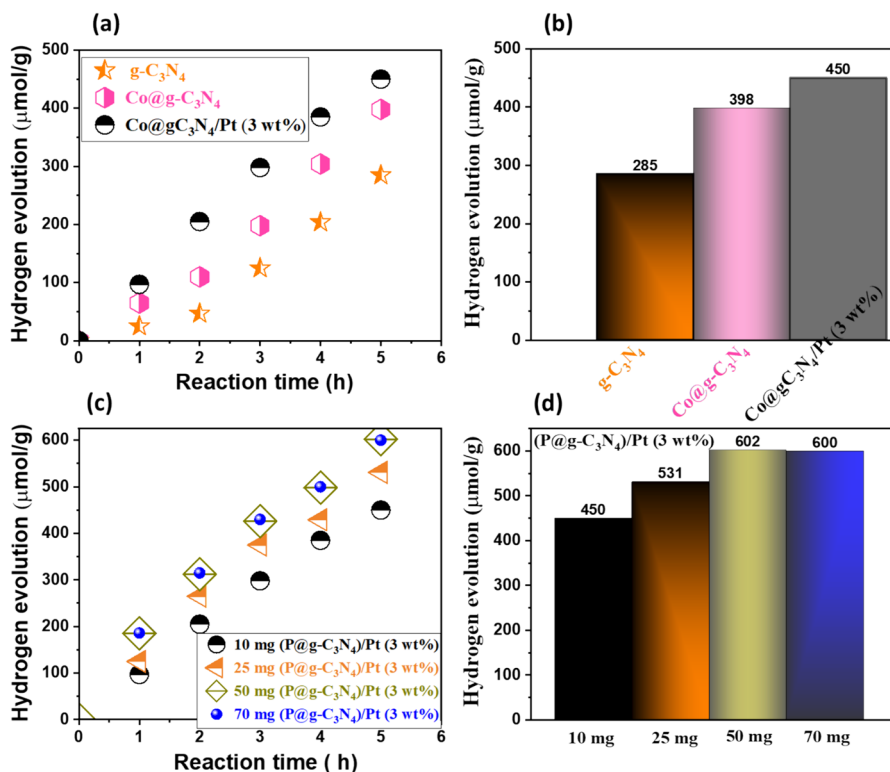 (a)
Hydrogen evolution (μmol/g)
500
400
300
200
100
0
g-C₃N₄
Co@g-C₃N₄
Co@gC₃N₄/Pt (3 wt%)
0 1 2 3 4 5 6
Reaction time (h)
(b)
Hydrogen evolution (μmol/g)
500
400
300
200
100
0
285
398
450
g-C₃N₄
Co@g-C₃N₄
Co@gC₃N₄/Pt (3 wt%)
(c)
Hydrogen evolution (μmol/g)
600
500
400
300
200
100
0
10 mg (P@g-C₃N₄)/Pt (3 wt%)
25 mg (P@g-C₃N₄)/Pt (3 wt%)
50 mg (P@g-C₃N₄)/Pt (3 wt%)
70 mg (P@g-C₃N₄)/Pt (3 wt%)
0 1 2 3 4 5 6
Reaction time ( h)
(d)
Hydrogen evolution (μmol/g)
600
500
400
300
200
100
0
(P@g-C₃N₄)/Pt (3 wt%)
450
531
602
600
10 mg 25 mg 50 mg 70 mg